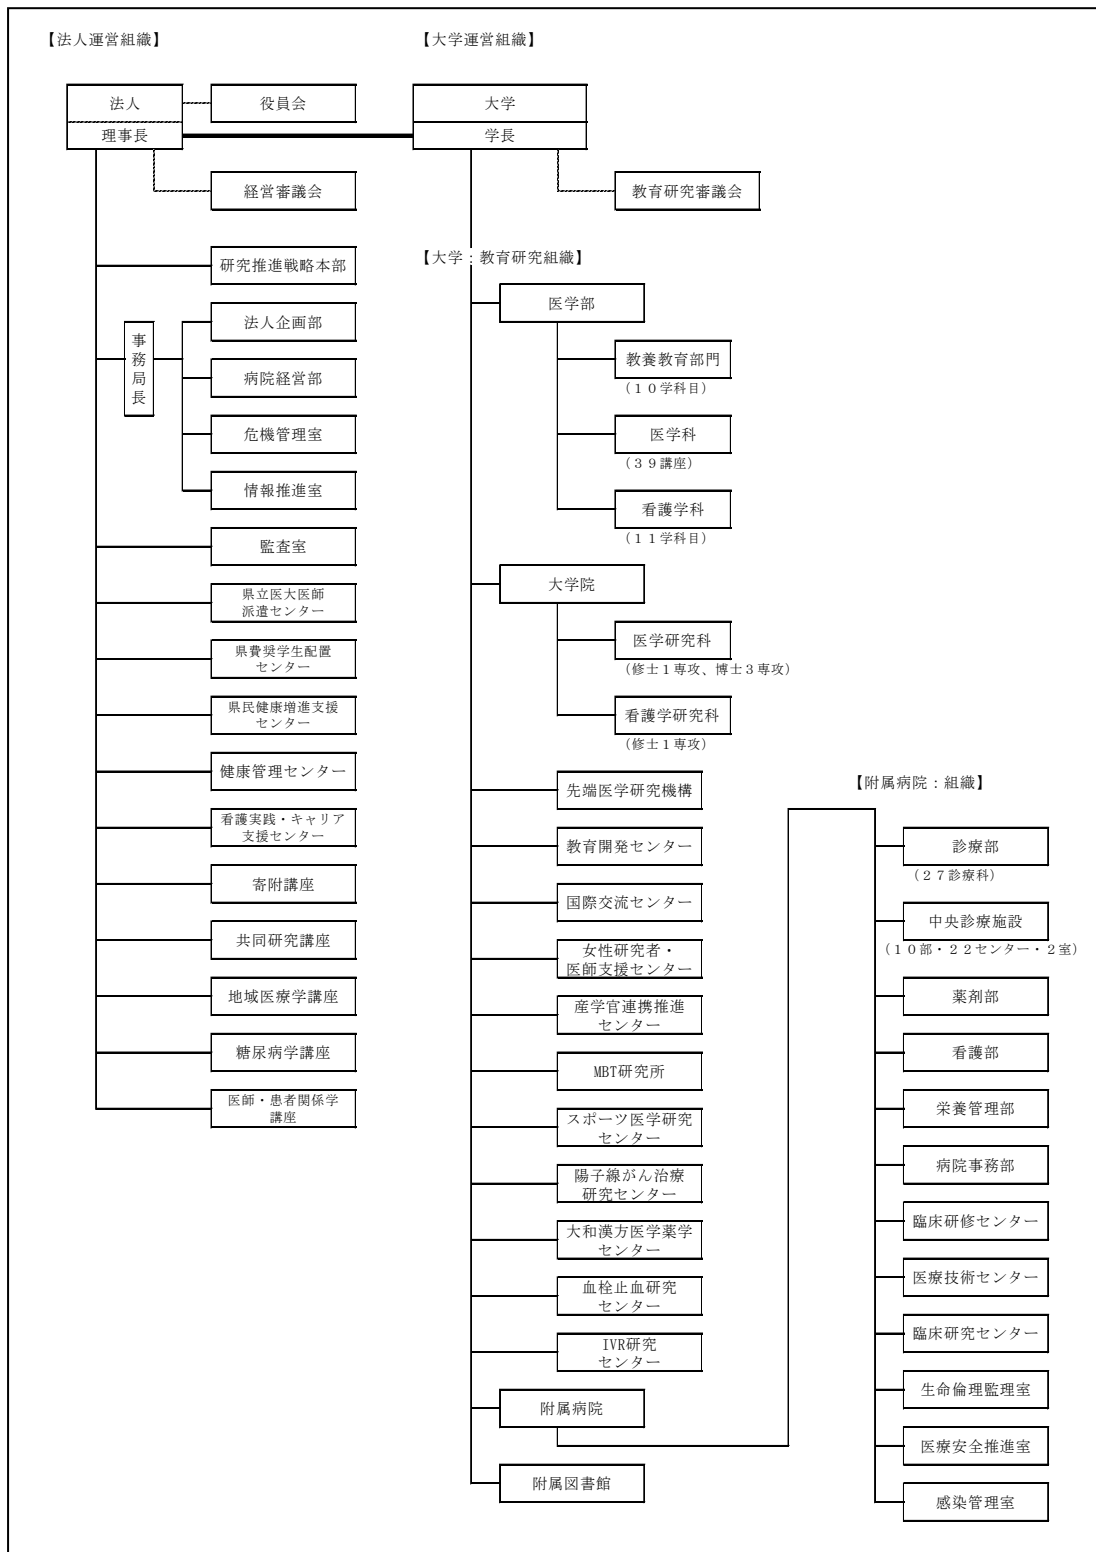 【法人運営組織】
法人
役員会
理事長
経営審議会
研究推進戦略本部
事務局長
法人企画部
病院経営部
危機管理室
情報推進室
監査室
県立医大医師
派遣センター
県費奨学生配置
センター
県民健康増進支援
センター
健康管理センター
看護実践・キャリア
支援センター
寄附講座
共同研究講座
地域医療学講座
糖尿病学講座
医師・患者関係学
講座
【大学運営組織】
大学
学長
教育研究審議会
【大学：教育研究組織】
医学部
教養教育部門
（１０学科目）
医学科
（３９講座）
看護学科
（１１学科目）
大学院
医学研究科
（修士１専攻、博士３専攻）
看護学研究科
（修士１専攻）
先端医学研究機構
教育開発センター
国際交流センター
女性研究者・
医師支援センター
産学官連携推進
センター
MBT研究所
スポーツ医学研究
センター
陽子線がん治療
研究センター
大和漢方医学薬学
センター
血栓止血研究
センター
IVR研究
センター
附属病院
附属図書館
【附属病院：組織】
診療部
（２７診療科）
中央診療施設
（１０部・２２センター・２室）
薬剤部
看護部
栄養管理部
病院事務部
臨床研修センター
医療技術センター
臨床研究センター
生命倫理監理室
医療安全推進室
感染管理室